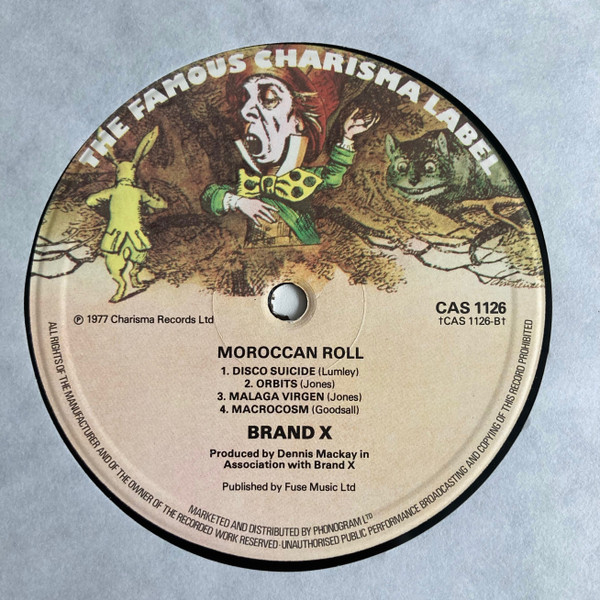 THE FAMOUS CHARISMA LABEL
℗ 1977 Charisma Records Ltd
CAS 1126
†CAS 1126-B†
MOROCCAN ROLL
1. DISCO SUICIDE (Lumley)
2. ORBITS (Jones)
3. MALAGA VIRGEN (Jones)
4. MACROCOSM (Goodsall)
BRAND X
Produced by Dennis Mackay in
Association with Brand X
Published by Fuse Music Ltd
MARKETED AND DISTRIBUTED BY PHONOGRAM LTD
ALL RIGHTS OF THE MANUFACTURER AND OF THE OWNER OF THE RECORDED WORK RESERVED·UNAUTHORISED PUBLIC PERFORMANCE BROADCASTING AND COPYING OF THIS RECORD PROHIBITED